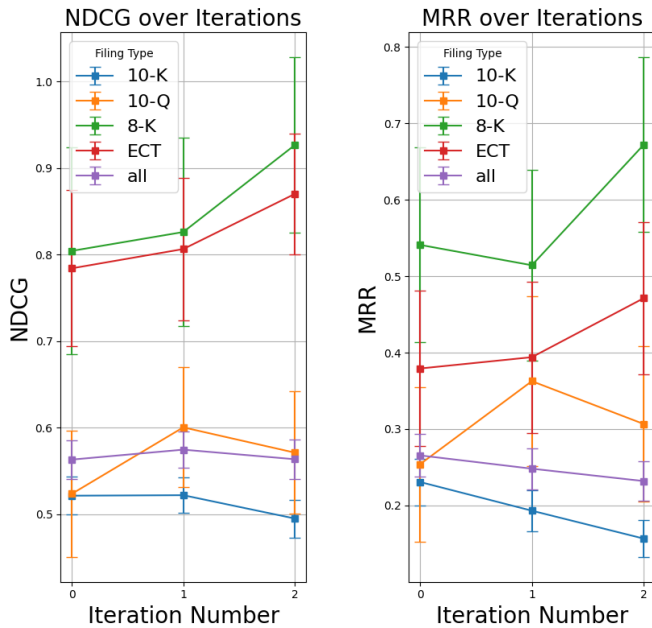 NDCG over Iterations
NDCG
1.0
0.9
0.8
0.7
0.6
0.5
Filing Type
10-K
10-Q
8-K
ECT
all
0 1 2
Iteration Number
MRR over Iterations
MRR
0.8
0.7
0.6
0.5
0.4
0.3
0.2
Filing Type
10-K
10-Q
8-K
ECT
all
0 1 2
Iteration Number